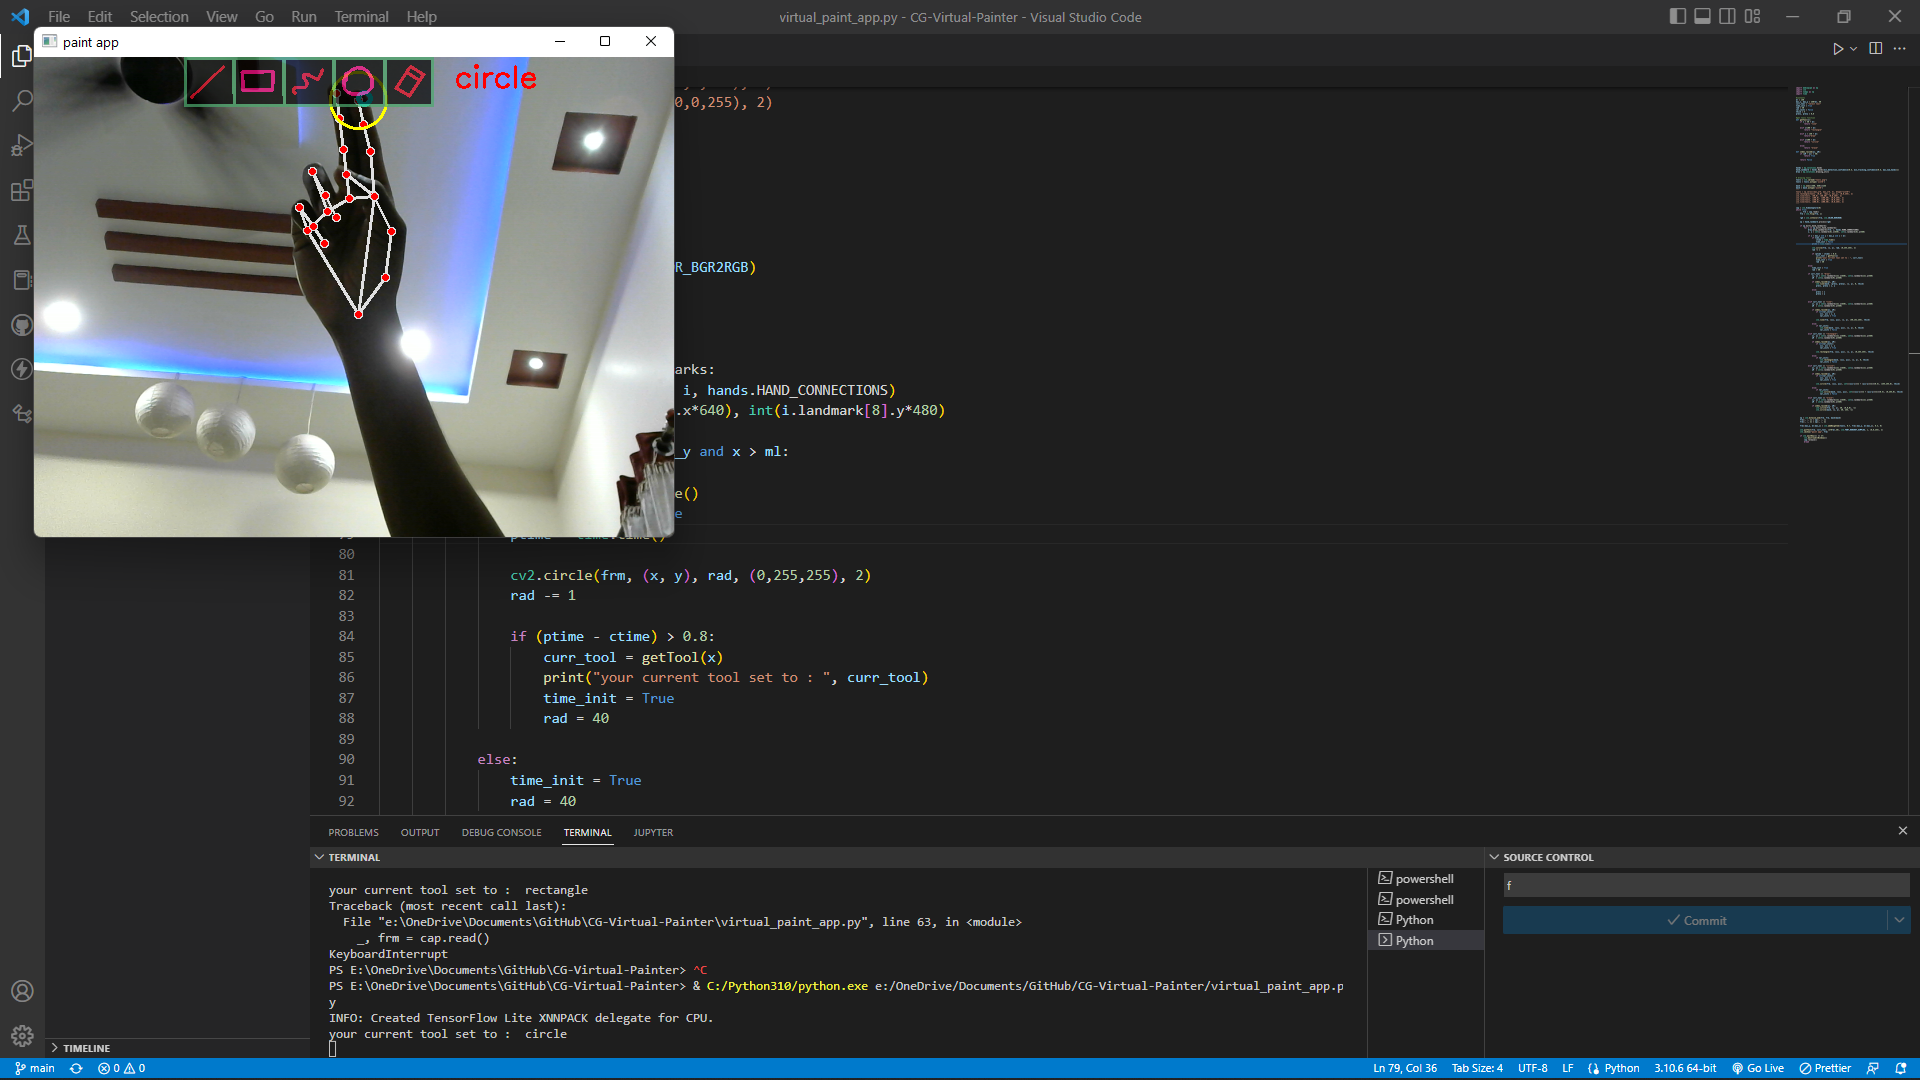 File Edit Selection View Go Run Terminal Help
virtual_paint_app.py - CG-Virtual-Painter - Visual Studio Code
paint app
circle
0,0,255), 2)
R_BGR2RGB)
arks:
i, hands.HAND_CONNECTIONS)
.x*640), int(i.landmark[8].y*480)
_y and x > ml:
e()
e
80
81 cv2.circle(frm, (x, y), rad, (0,255,255), 2)
82 rad -= 1
83
84 if (ptime - ctime) > 0.8:
85 curr_tool = getTool(x)
86 print("your current tool set to : ", curr_tool)
87 time_init = True
88 rad = 40
89
90 else:
91 time_init = True
92 rad = 40
PROBLEMS OUTPUT DEBUG CONSOLE TERMINAL JUPYTER
TERMINAL
your current tool set to :  rectangle
Traceback (most recent call last):
File "e:\OneDrive\Documents\GitHub\CG-Virtual-Painter\virtual_paint_app.py", line 63, in <module>
_, frm = cap.read()
KeyboardInterrupt
PS E:\OneDrive\Documents\GitHub\CG-Virtual-Painter> ^C
PS E:\OneDrive\Documents\GitHub\CG-Virtual-Painter> & C:/Python310/python.exe e:/OneDrive/Documents/GitHub/CG-Virtual-Painter/virtual_paint_app.p
y
INFO: Created TensorFlow Lite XNNPACK delegate for CPU.
your current tool set to :  circle
powershell
powershell
Python
Python
SOURCE CONTROL
f
Commit
TIMELINE
main 0 0
Ln 79, Col 36 Tab Size: 4 UTF-8 LF Python 3.10.6 64-bit Go Live Prettier